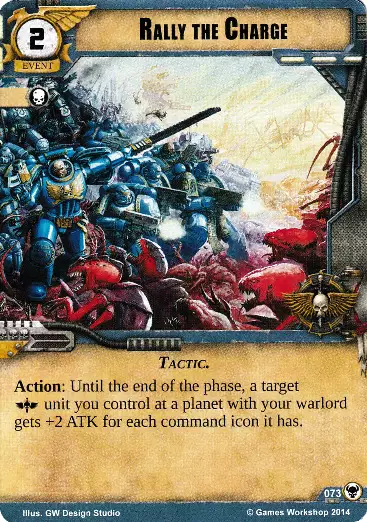 RALLY THE CHARGE
2
EVENT
TACTIC.
Action: Until the end of the phase, a target
unit you control at a planet with your warlord
gets +2 ATK for each command icon it has.
073
Illus. GW Design Studio
© Games Workshop 2014